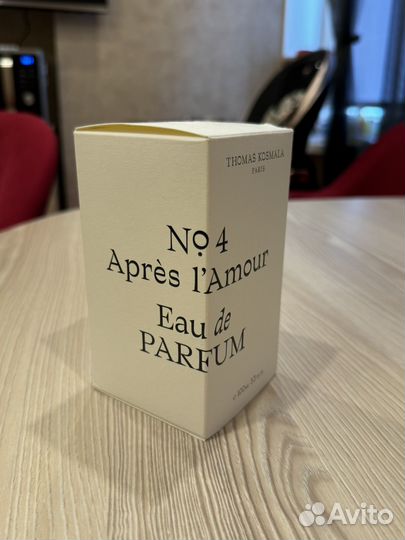 THOMAS KOSMALA
PARIS
Nº 4
Après l'Amour
Eau de
PARFUM
Avito